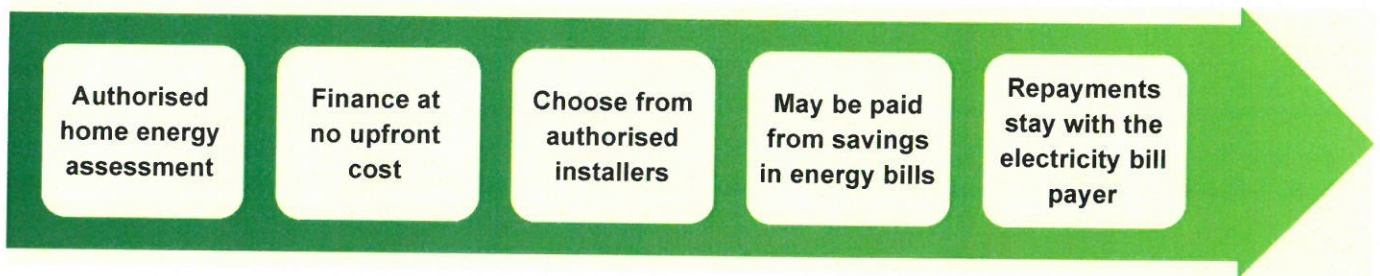 Authorised
home energy
assessment
Finance at
no upfront
cost
Choose from
authorised
installers
May be paid
from savings
in energy bills
Repayments
stay with the
electricity bill
payer